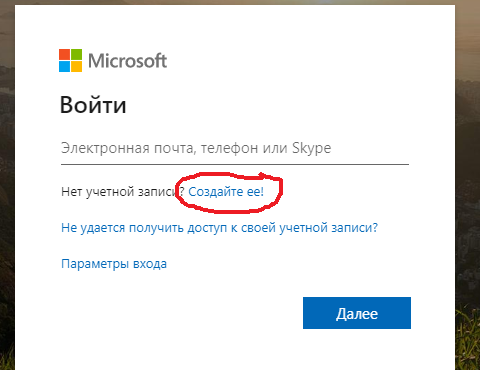 Microsoft
Войти
Электронная почта, телефон или Skype
Нет учетной записи? Создайте ее!
Не удается получить доступ к своей учетной записи?
Параметры входа
Далее